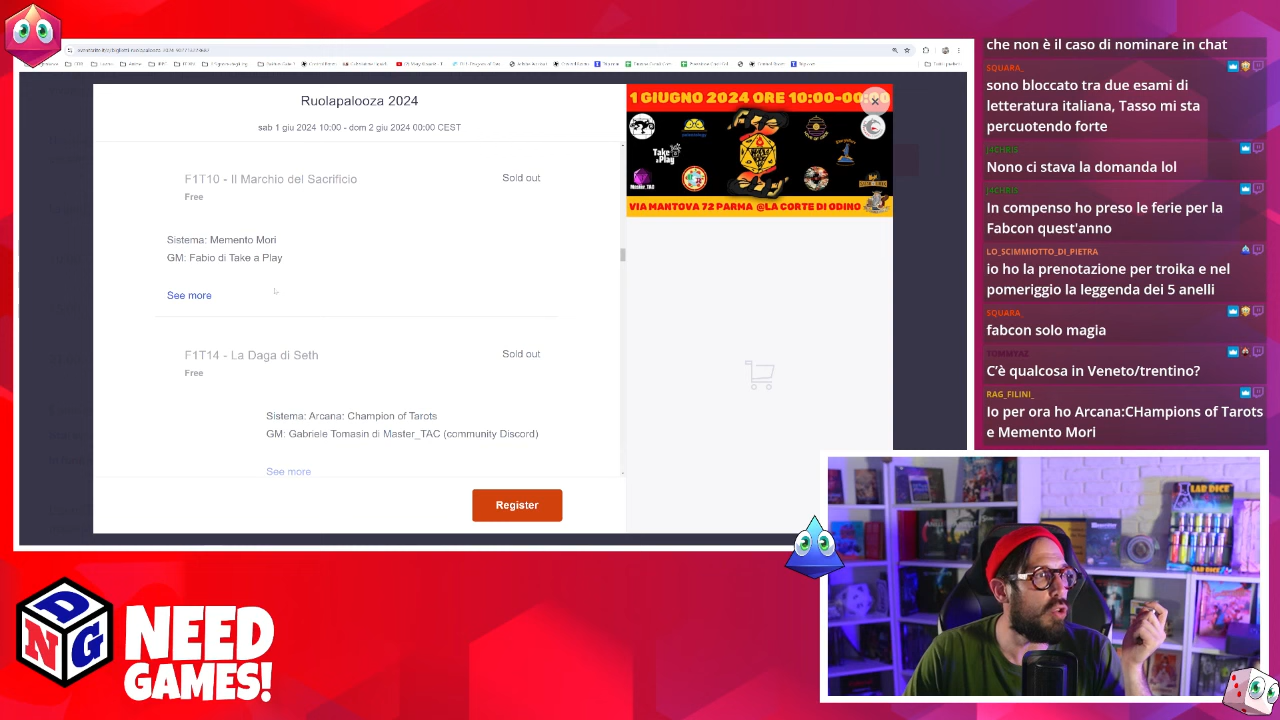 Ruolapalooza 2024
sab 1 giu 2024 10:00 - dom 2 giu 2024 00:00 CEST
F1T10 - Il Marchio del Sacrificio
Sold out
Free
Sistema: Memento Mori
GM: Fabio di Take a Play
See more
F1T14 - La Daga di Seth
Sold out
Free
Sistema: Arcana: Champion of Tarots
GM: Gabriele Tomasin di Master_TAC (community Discord)
See more
Register
1 GIUGNO 2024 ORE 10:00-00:00
Take a Play
Master_TAC
VIA MANTOVA 72 PARMA @LA CORTE DI ODINO
che non è il caso di nominare in chat
SQUARA_
sono bloccato tra due esami di
letteratura italiana, Tasso mi sta
percuotendo forte
J4CHRIS_
Nono ci stava la domanda lol
J4CHRIS_
In compenso ho preso le ferie per la
Fabcon quest'anno
LO_SCIMMIOTTO_DI_PIETRA
io ho la prenotazione per troika e nel
pomeriggio la leggenda dei 5 anelli
SQUARA_
fabcon solo magia
TOMMYAZ
C'è qualcosa in Veneto/trentino?
RAG_FILINI_
Io per ora ho Arcana:CHampions of Tarots
e Memento Mori
LAB DICE
D
N G
NEED
GAMES!